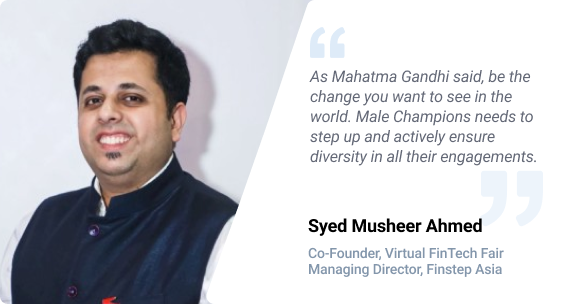 As Mahatma Gandhi said, be the
change you want to see in the
world. Male Champions needs to
step up and actively ensure
diversity in all their engagements.
Syed Musheer Ahmed
Co-Founder, Virtual FinTech Fair
Managing Director, Finstep Asia